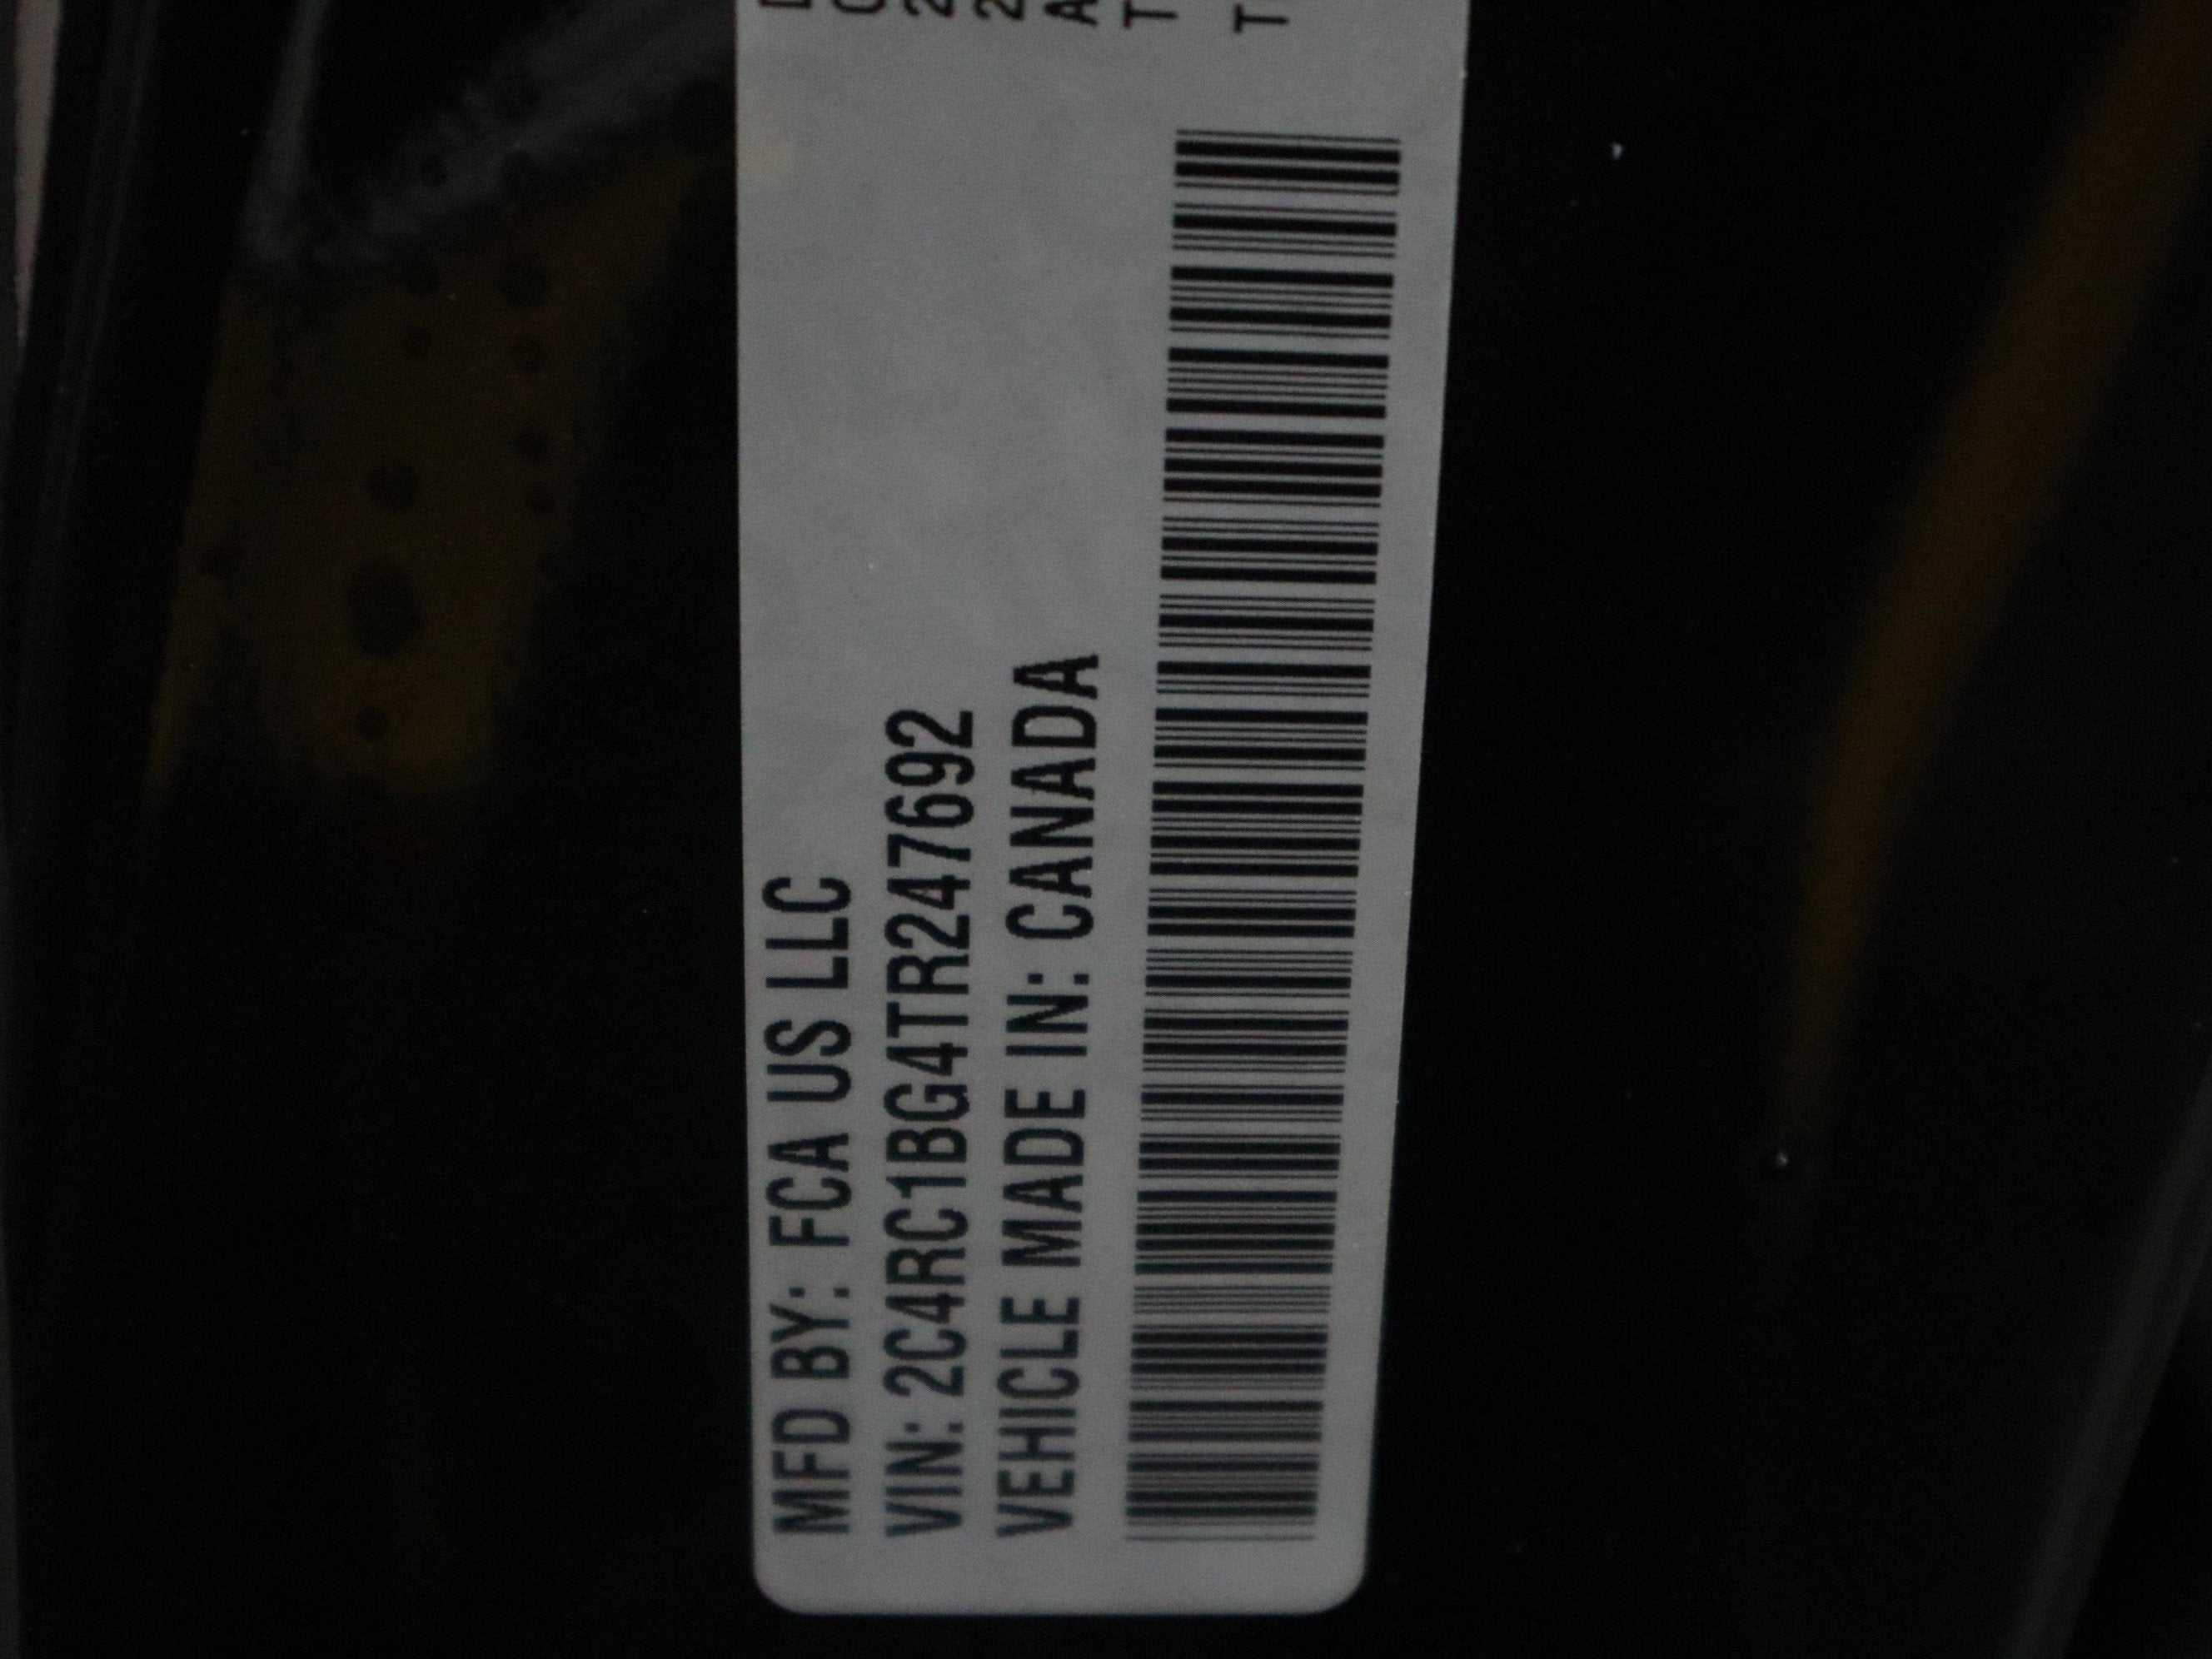 MFD BY: FCA US LLC
VIN: 2C4RC1BG4TR247692
VEHICLE MADE IN: CANADA